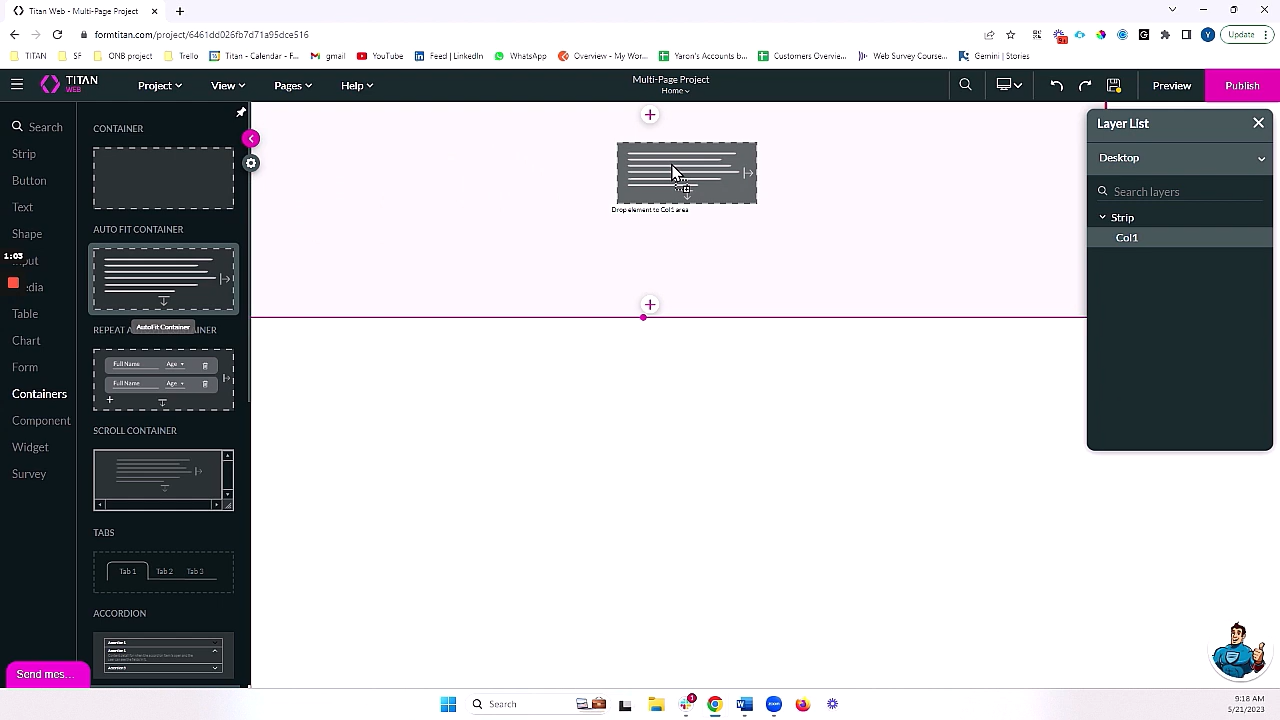 Titan Web - Multi-Page Project
formtitan.com/project/6461dd026fb7d71a95dce516
Update
TITAN
SF
ONB project
Trello
Titan - Calendar - F...
gmail
YouTube
Feed | LinkedIn
WhatsApp
Overview - My Wor...
Yaron's Accounts b...
Customers Overvie...
Web Survey Course...
Gemini | Stories
TITAN
WEB
Project
View
Pages
Help
Multi-Page Project
Home
Preview
Publish
Search
Strip
Button
Text
Shape
1:03
Table
Chart
Form
Containers
Component
Widget
Survey
CONTAINER
AUTO FIT CONTAINER
AutoFit Container
Full Name
Age
Full Name
Age
SCROLL CONTAINER
TABS
Tab 1
Tab 2
Tab 3
ACCORDION
Accordion 1
Send mes...
Drop element to Col1 area
Layer List
Desktop
Search layers
Strip
Col1
Search
1
9:18 AM
5/21/2023